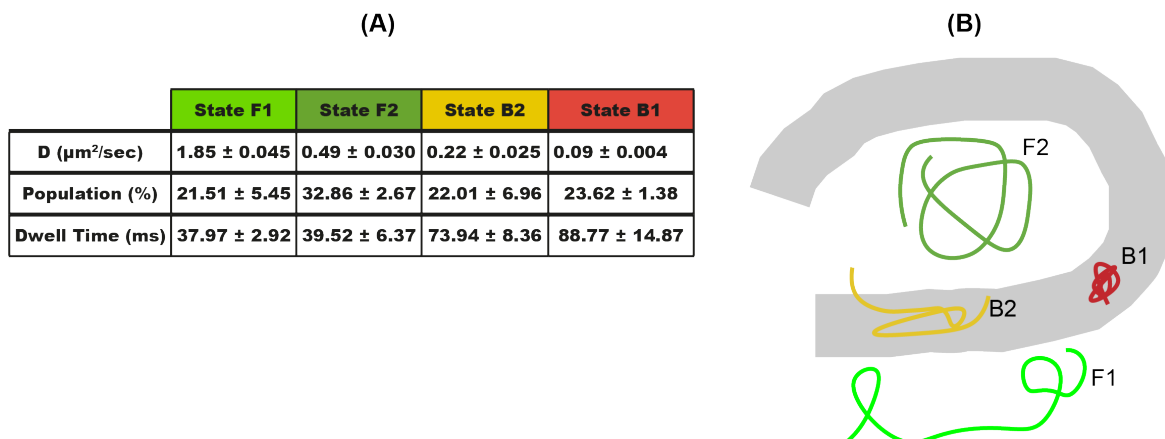 (A) (B)
State F1 State F2 State B2 State B1
D (µm²/sec) 1.85 ± 0.045 0.49 ± 0.030 0.22 ± 0.025 0.09 ± 0.004
Population (%) 21.51 ± 5.45 32.86 ± 2.67 22.01 ± 6.96 23.62 ± 1.38
Dwell Time (ms) 37.97 ± 2.92 39.52 ± 6.37 73.94 ± 8.36 88.77 ± 14.87
F2
B1
B2
F1